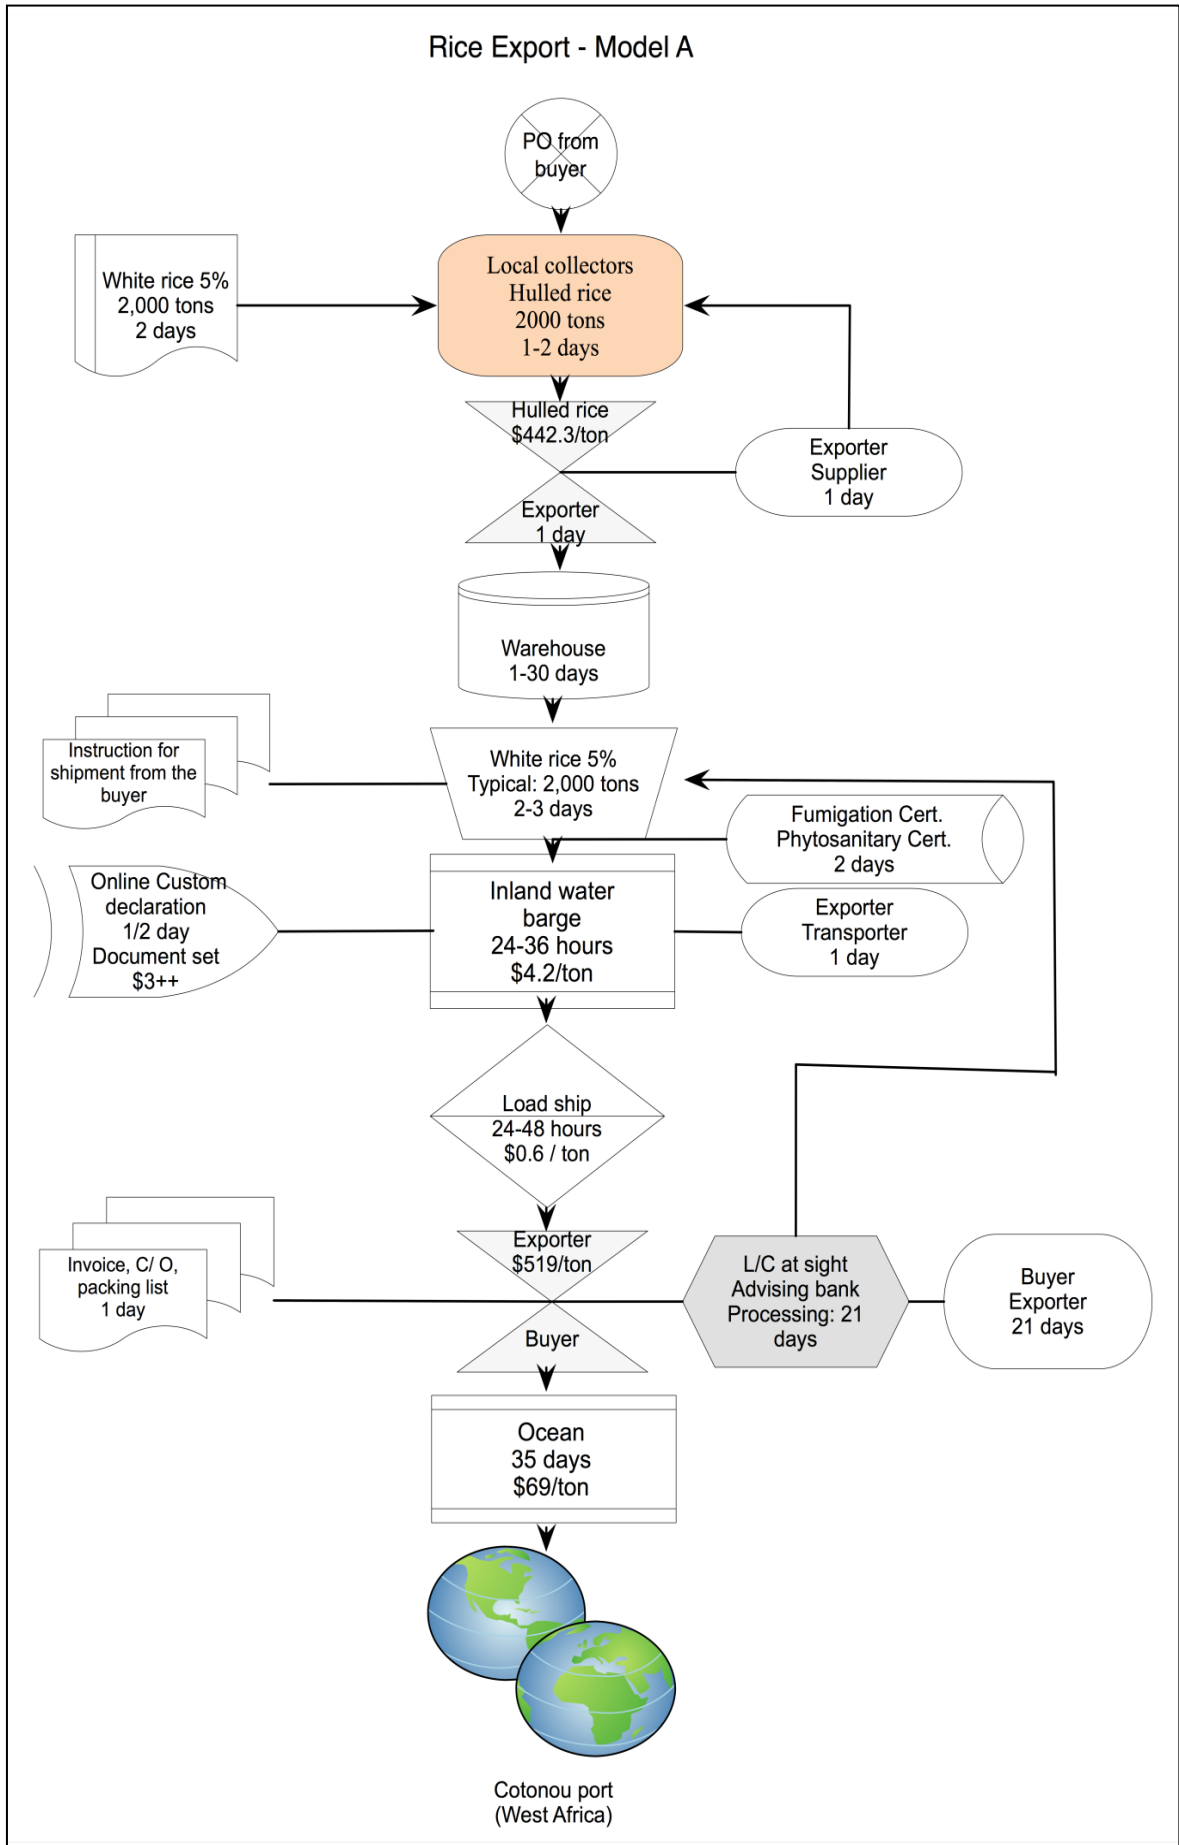 Rice Export - Model A
PO from
buyer
White rice 5%
2,000 tons
2 days
Local collectors
Hulled rice
2000 tons
1-2 days
Hulled rice
$442.3/ton
Exporter
Supplier
1 day
Exporter
1 day
Warehouse
1-30 days
Instruction for
shipment from the
buyer
White rice 5%
Typical: 2,000 tons
2-3 days
Fumigation Cert.
Phytosanitary Cert.
2 days
Online Custom
declaration
1/2 day
Document set
$3++
Inland water
barge
24-36 hours
$4.2/ton
Exporter
Transporter
1 day
Load ship
24-48 hours
$0.6 / ton
Invoice, C/ O,
packing list
1 day
Exporter
$519/ton
L/C at sight
Advising bank
Processing: 21
days
Buyer
Exporter
21 days
Buyer
Ocean
35 days
$69/ton
Cotonou port
(West Africa)